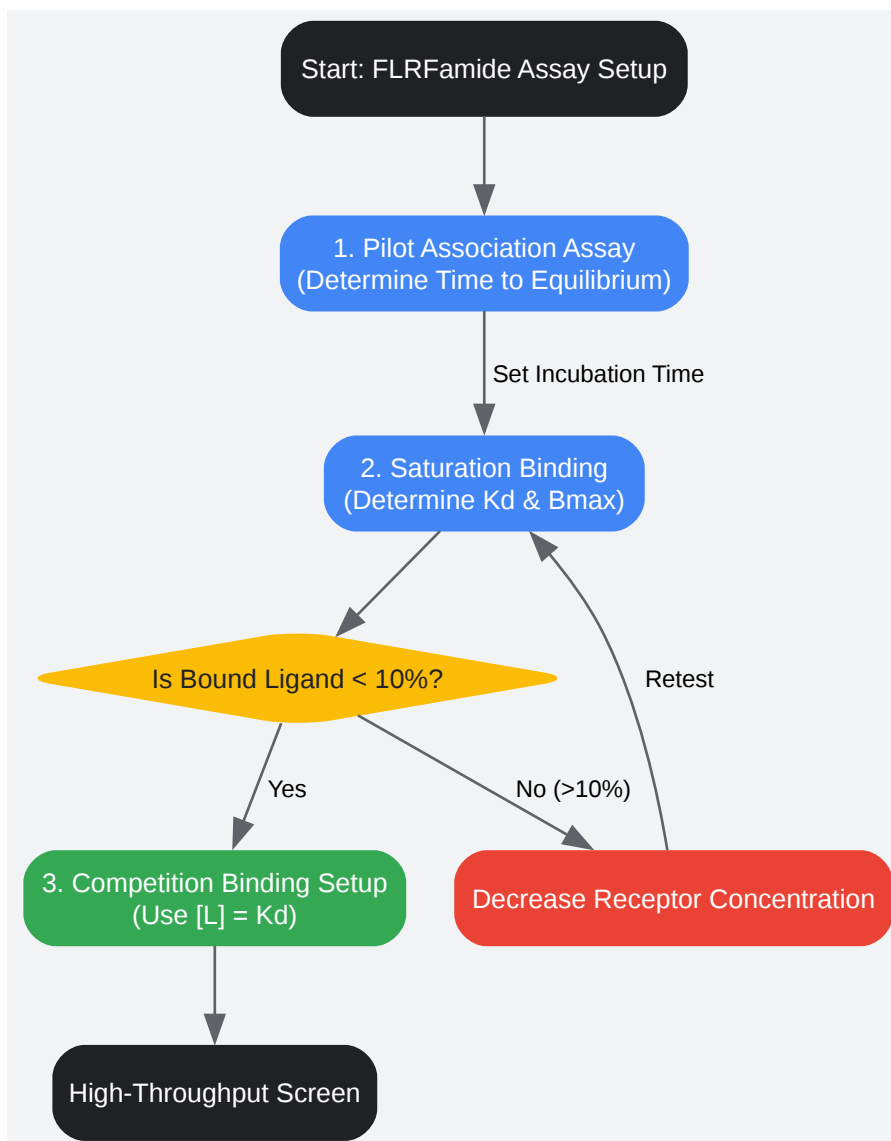 Start: FLRFamide Assay Setup
1. Pilot Association Assay
(Determine Time to Equilibrium)
Set Incubation Time
2. Saturation Binding
(Determine Kd & Bmax)
Is Bound Ligand < 10%?
Retest
Yes
No (>10%)
3. Competition Binding Setup
(Use [L] = Kd)
Decrease Receptor Concentration
High-Throughput Screen